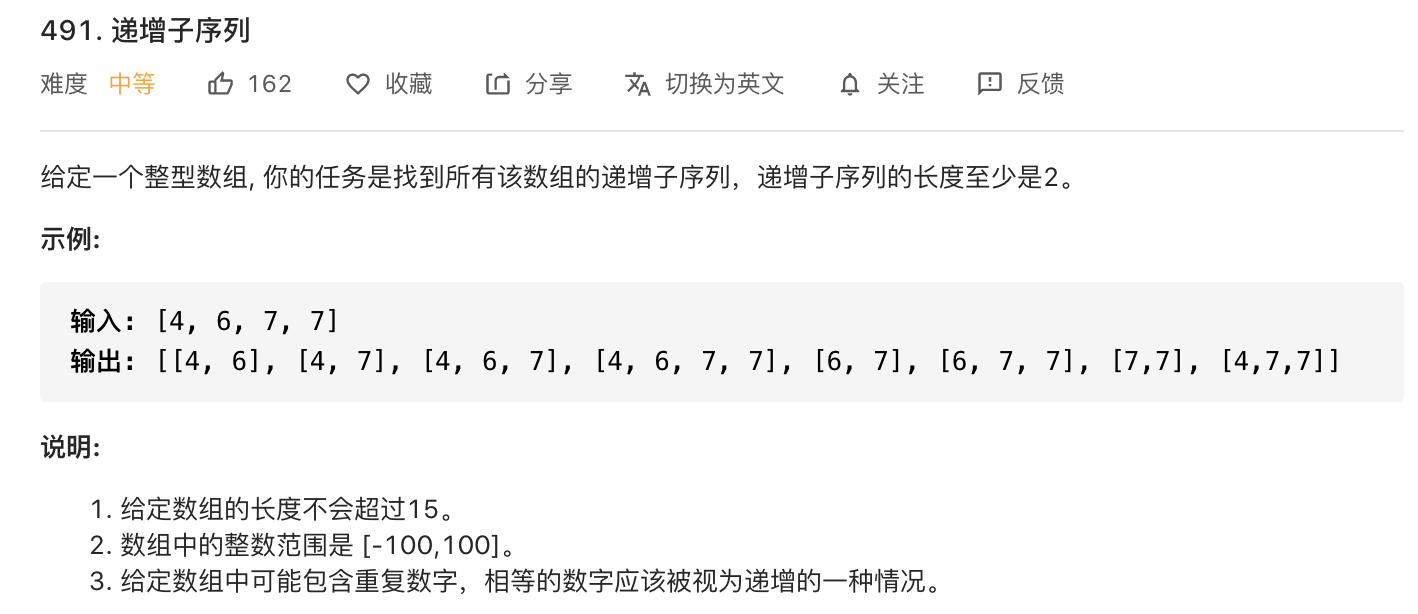 491. 递增子序列
难度 中等 162 收藏 分享 切换为英文 关注 反馈
给定一个整型数组, 你的任务是找到所有该数组的递增子序列，递增子序列的长度至少是2。
示例:
输入: [4, 6, 7, 7]
输出: [[4, 6], [4, 7], [4, 6, 7], [4, 6, 7, 7], [6, 7], [6, 7, 7], [7,7], [4,7,7]]
说明:
1. 给定数组的长度不会超过15。
2. 数组中的整数范围是 [-100,100]。
3. 给定数组中可能包含重复数字，相等的数字应该被视为递增的一种情况。